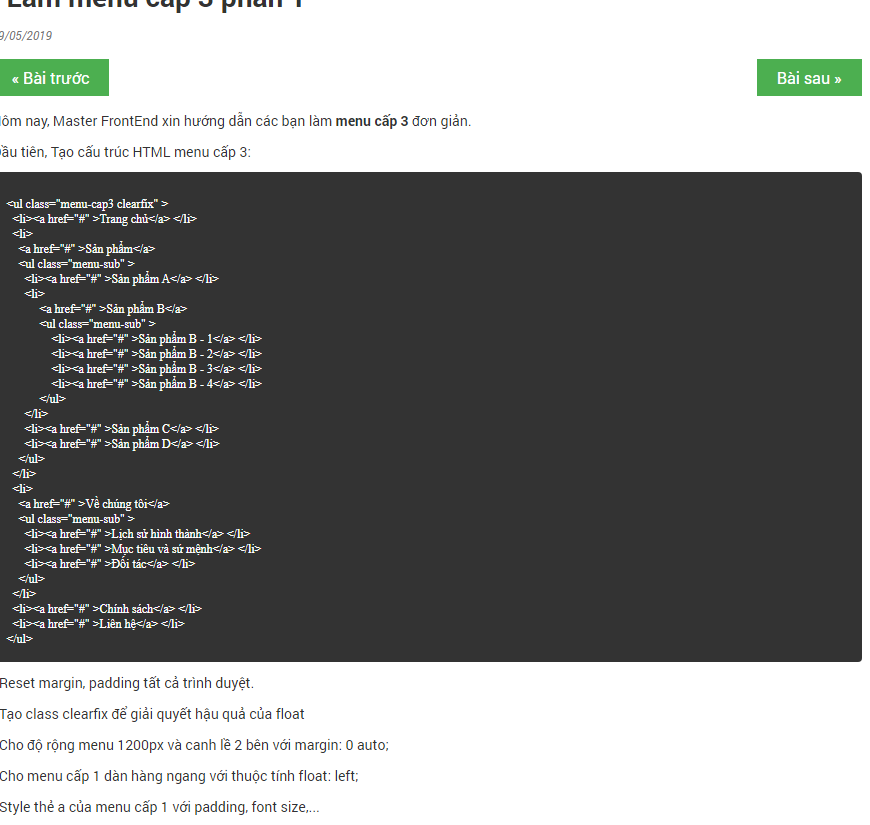 Làm menu cấp 3 phần 1
9/05/2019
« Bài trước
Bài sau »
ôm nay, Master FrontEnd xin hướng dẫn các bạn làm menu cấp 3 đơn giản.
ầu tiên, Tạo cấu trúc HTML menu cấp 3:
<ul class="menu-cap3 clearfix" >
<li><a href="#" >Trang chủ</a> </li>
<li>
<a href="#" >Sản phẩm</a>
<ul class="menu-sub" >
<li><a href="#" >Sản phẩm A</a> </li>
<li>
<a href="#" >Sản phẩm B</a>
<ul class="menu-sub" >
<li><a href="#" >Sản phẩm B - 1</a> </li>
<li><a href="#" >Sản phẩm B - 2</a> </li>
<li><a href="#" >Sản phẩm B - 3</a> </li>
<li><a href="#" >Sản phẩm B - 4</a> </li>
</ul>
</li>
<li><a href="#" >Sản phẩm C</a> </li>
<li><a href="#" >Sản phẩm D</a> </li>
</ul>
</li>
<li>
<a href="#" >Về chúng tôi</a>
<ul class="menu-sub" >
<li><a href="#" >Lịch sử hình thành</a> </li>
<li><a href="#" >Mục tiêu và sứ mệnh</a> </li>
<li><a href="#" >Đối tác</a> </li>
</ul>
</li>
<li><a href="#" >Chính sách</a> </li>
<li><a href="#" >Liên hệ</a> </li>
</ul>
Reset margin, padding tất cả trình duyệt.
Tạo class clearfix để giải quyết hậu quả của float
Cho độ rộng menu 1200px và canh lề 2 bên với margin: 0 auto;
Cho menu cấp 1 dàn hàng ngang với thuộc tính float: left;
Style thẻ a của menu cấp 1 với padding, font size,...